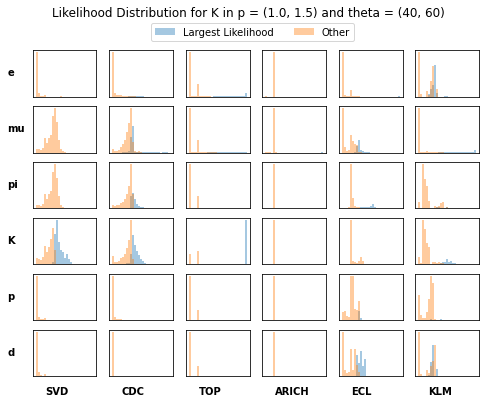 Likelihood Distribution for K in p = (1.0, 1.5) and theta = (40, 60)
Largest Likelihood Other
e
mu
pi
K
p
d
SVD CDC TOP ARICH ECL KLM